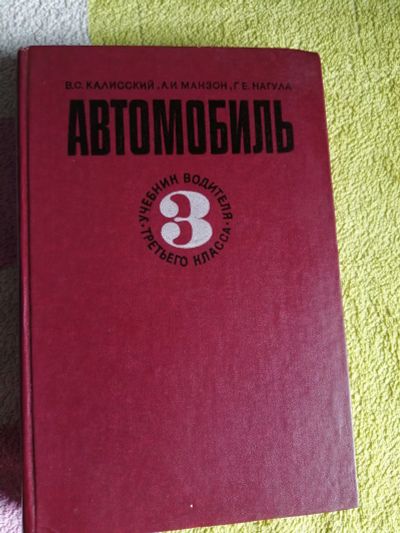 В.С.КАЛИССКИЙ, А.И.МАНЗОН, Г.Е.НАГУЛА
АВТОМОБИЛЬ
УЧЕБНИК ВОДИТЕЛЯ
3
ТРЕТЬЕГО КЛАССА